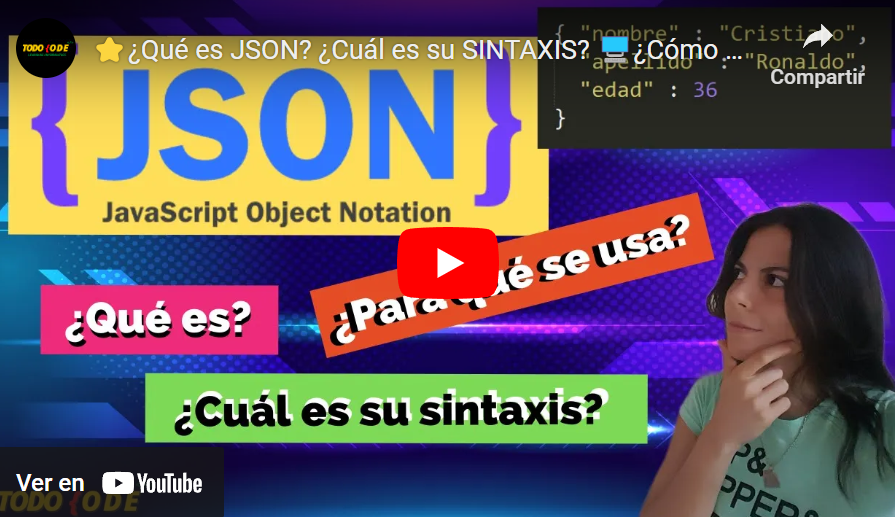 TODO CODE
⭐¿Qué es JSON? ¿Cuál es su SINTAXIS? 🖥️¿Cómo ...
Compartir
{ "nombre" : "Cristiano",
"apellido" : "Ronaldo",
"edad" : 36
}
{JSON}
JavaScript Object Notation
¿Para qué se usa?
¿Qué es?
¿Cuál es su sintaxis?
Ver en YouTube
TODO CODE